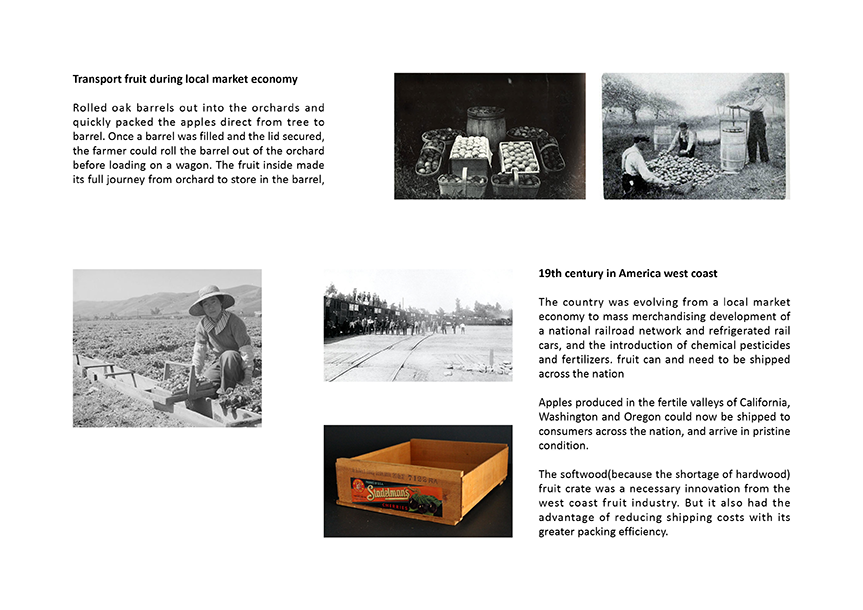 Transport fruit during local market economy
Rolled oak barrels out into the orchards and
quickly packed the apples direct from tree to
barrel. Once a barrel was filled and the lid secured,
the farmer could roll the barrel out of the orchard
before loading on a wagon. The fruit inside made
its full journey from orchard to store in the barrel,
19th century in America west coast
The country was evolving from a local market
economy to mass merchandising development of
a national railroad network and refrigerated rail
cars, and the introduction of chemical pesticides
and fertilizers. fruit can and need to be shipped
across the nation
Apples produced in the fertile valleys of California,
Washington and Oregon could now be shipped to
consumers across the nation, and arrive in pristine
condition.
The softwood(because the shortage of hardwood)
fruit crate was a necessary innovation from the
west coast fruit industry. But it also had the
advantage of reducing shipping costs with its
greater packing efficiency.
Stadelman's
CHERRIES